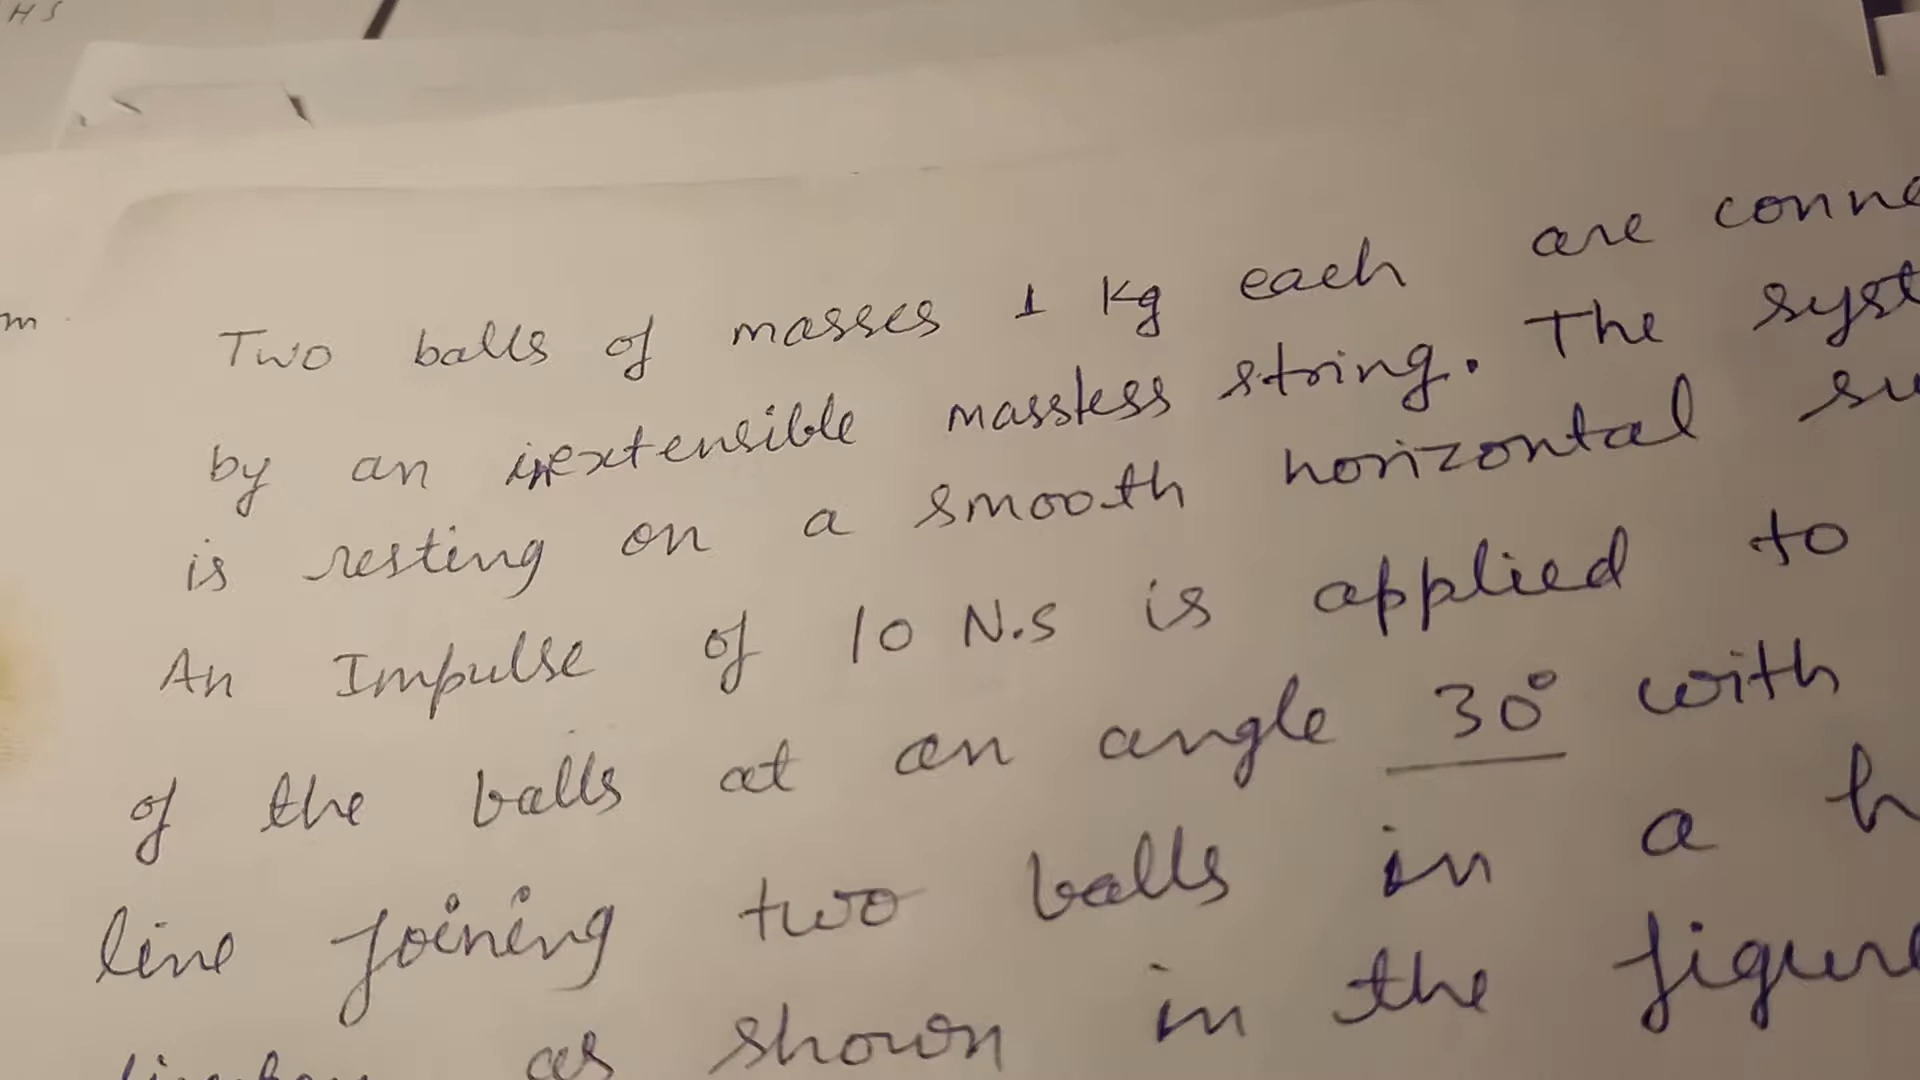 HS
m
Two balls of masses 1 kg each are conne
by an inextensible massless string. The syst
is resting on a smooth horizontal su
An Impulse of 10 N.s is applied to
of the balls at an angle 30° with
line joining two balls in a h
as shown in the figure